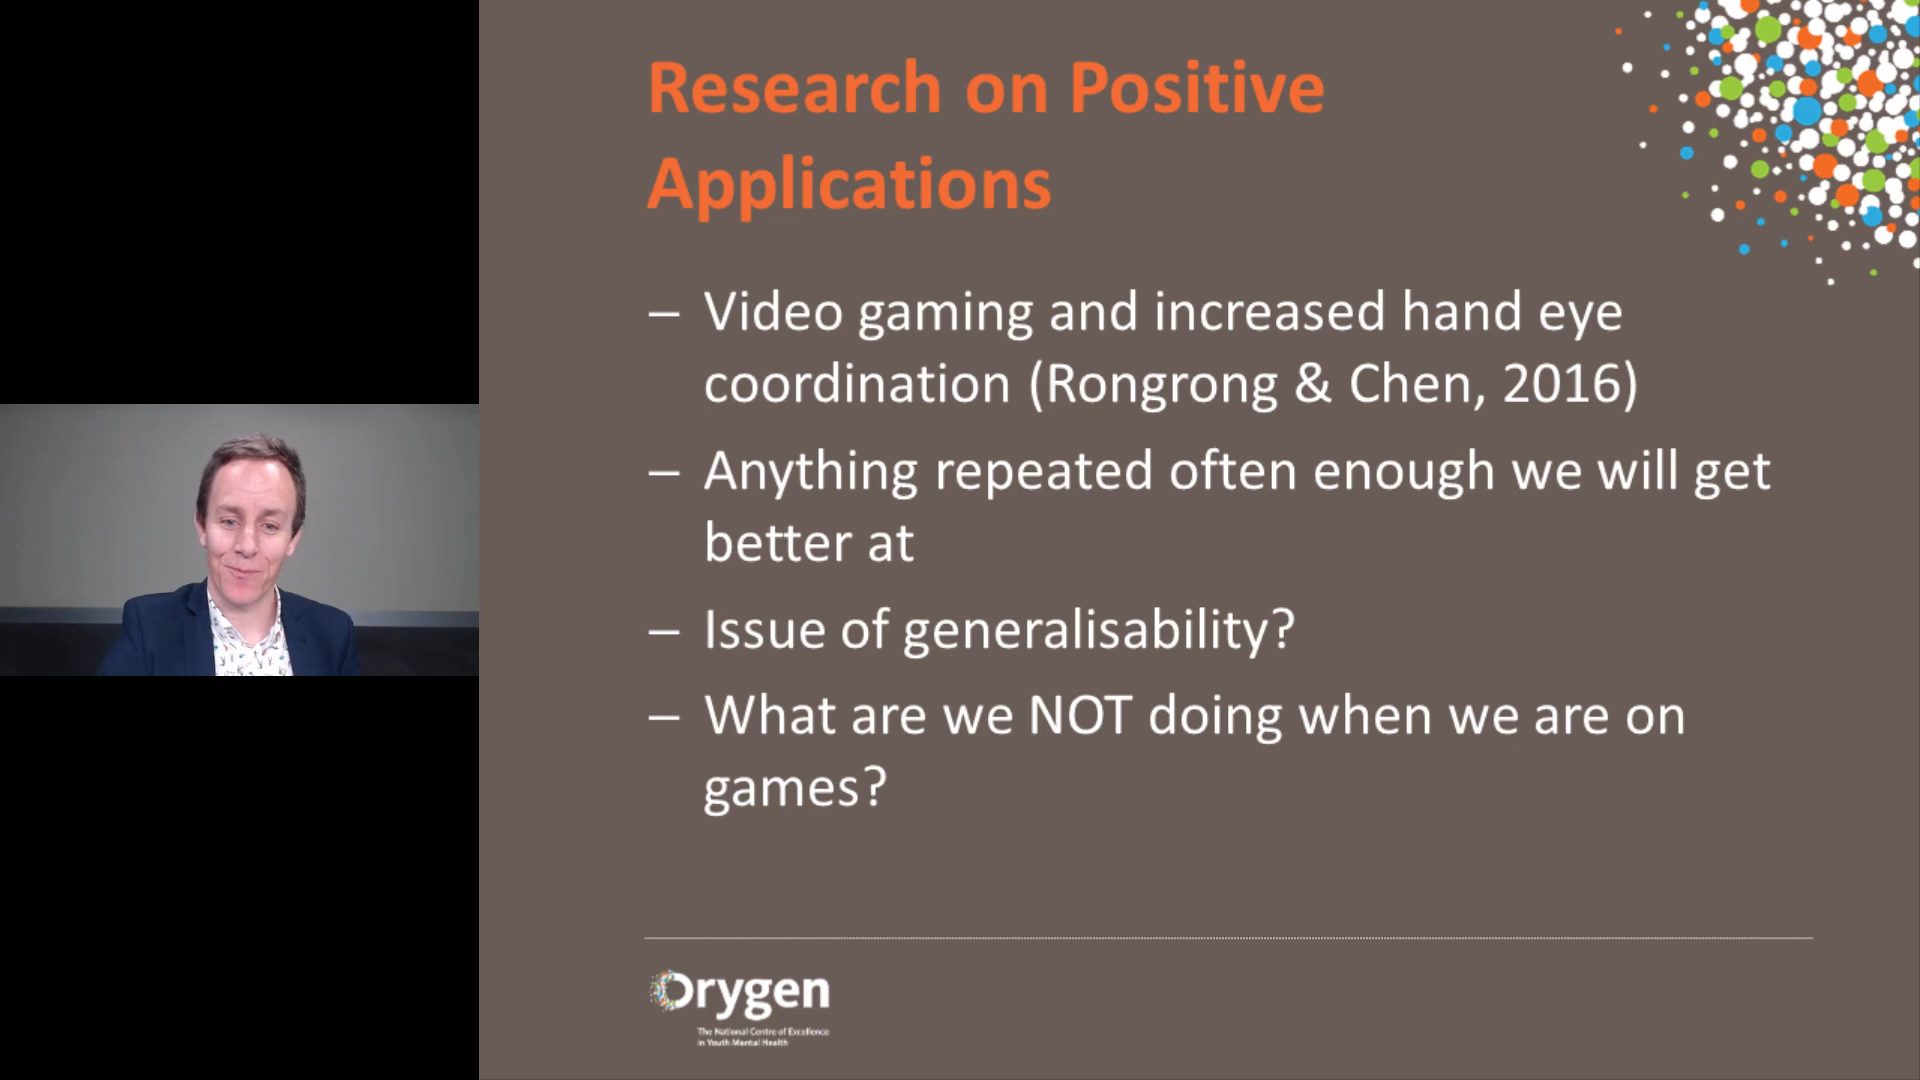 Research on Positive
Applications
– Video gaming and increased hand eye
coordination (Rongrong & Chen, 2016)
– Anything repeated often enough we will get
better at
– Issue of generalisability?
– What are we NOT doing when we are on
games?
Orygen
The National Centre of Excellence
in Youth Mental Health